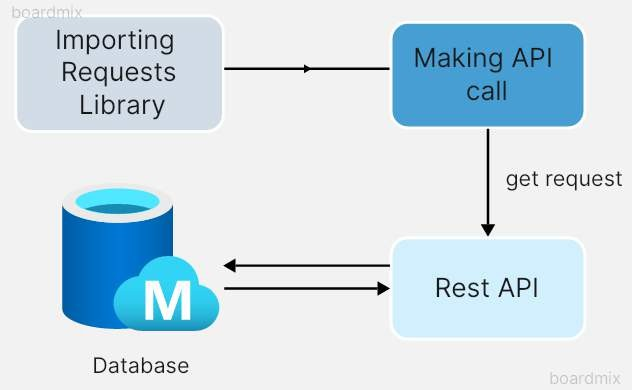 boardmix
Importing
Requests
Library
Making API
call
get request
Rest API
M
Database
boardmix